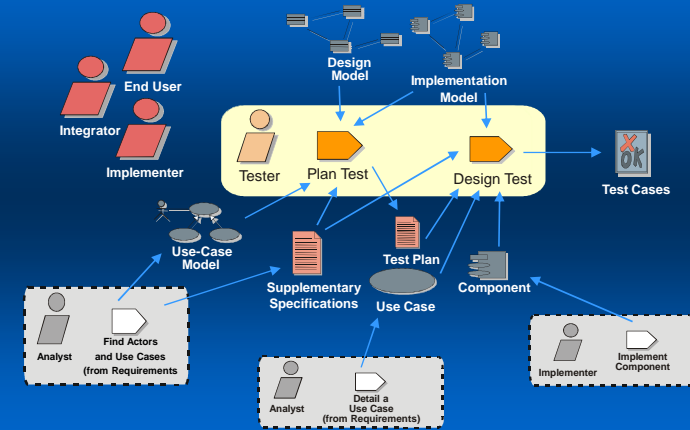 End User
Integrator
Implementer
Design
Model
Implementation
Model
Tester
Plan Test
Design Test
X
OK
Test Cases
Use-Case
Model
Supplementary
Specifications
Test Plan
Use Case
Component
Analyst
Find Actors
and Use Cases
(from Requirements
Analyst
Detail a
Use Case
(from Requirements)
Implementer
Implement
Component